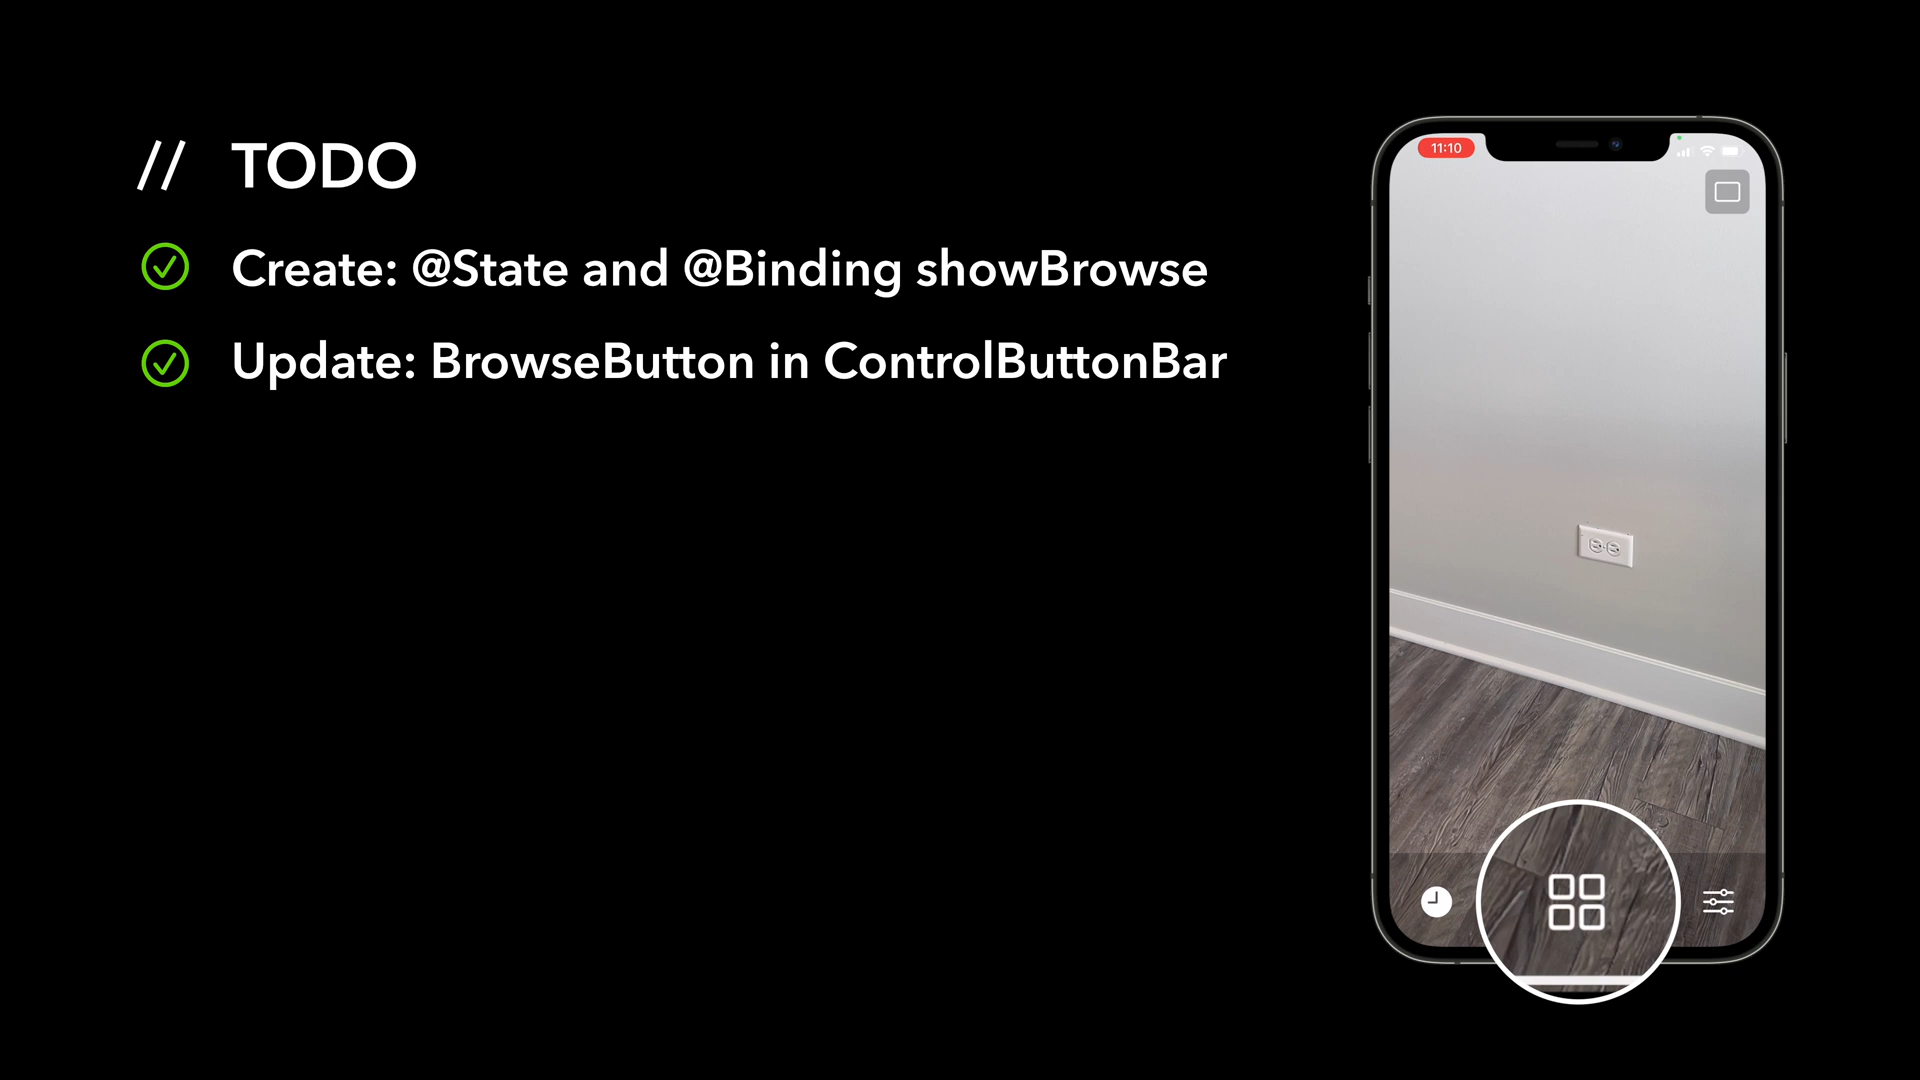 // TODO
Create: @State and @Binding showBrowse
Update: BrowseButton in ControlButtonBar
11:10